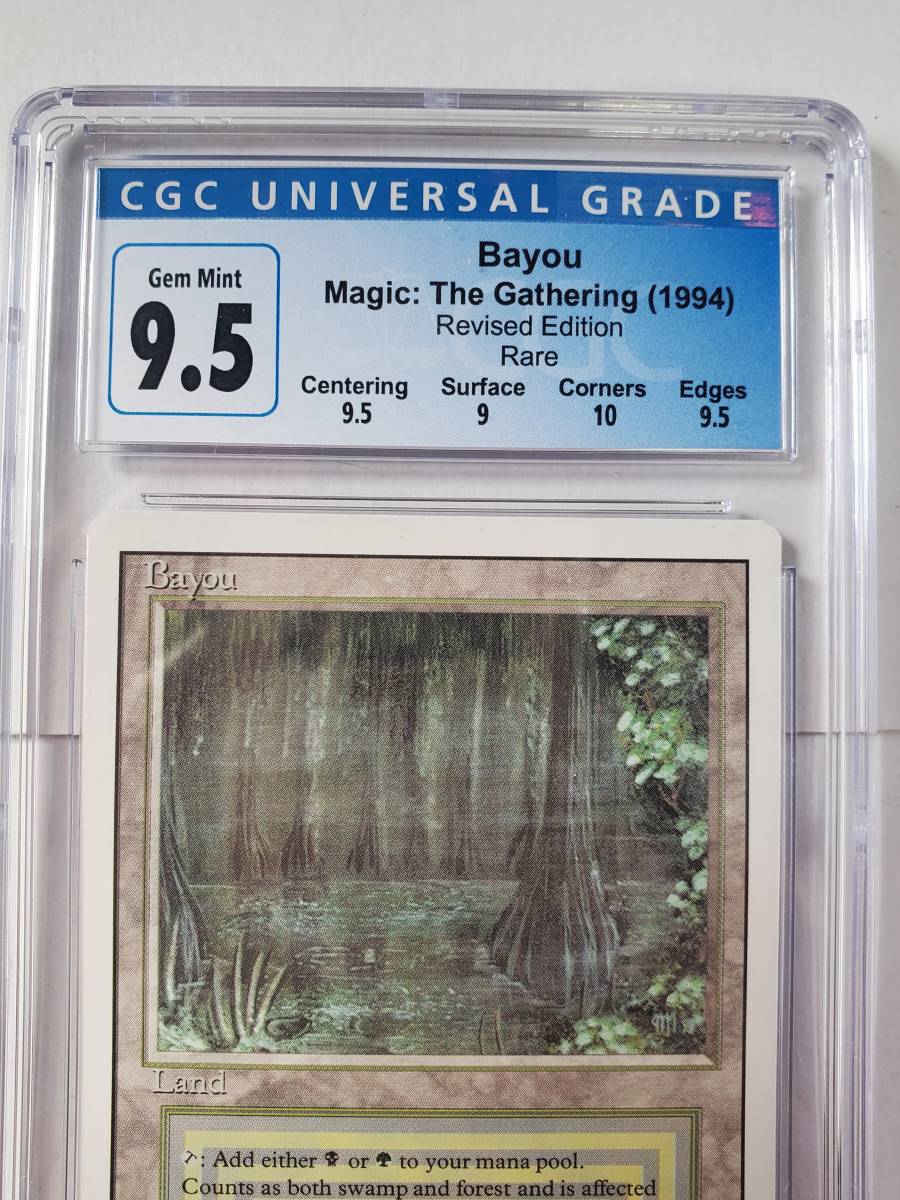 CGC UNIVERSAL GRADE
Gem Mint
9.5
Bayou
Magic: The Gathering (1994)
Revised Edition
Rare
Centering Surface Corners Edges
9.5 9 10 9.5
Bayou
Land
: Add either or to your mana pool.
Counts as both swamp and forest and is affected